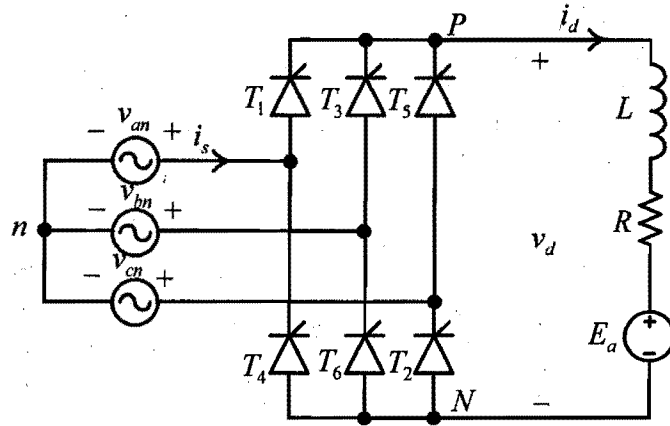 P
i_d
+
T_1
T_3
T_5
L
v_an
− +
i_s
v_bn
− +
n
R
v_cn
− +
v_d
+
−
E_a
T_4
T_6
T_2
N
−